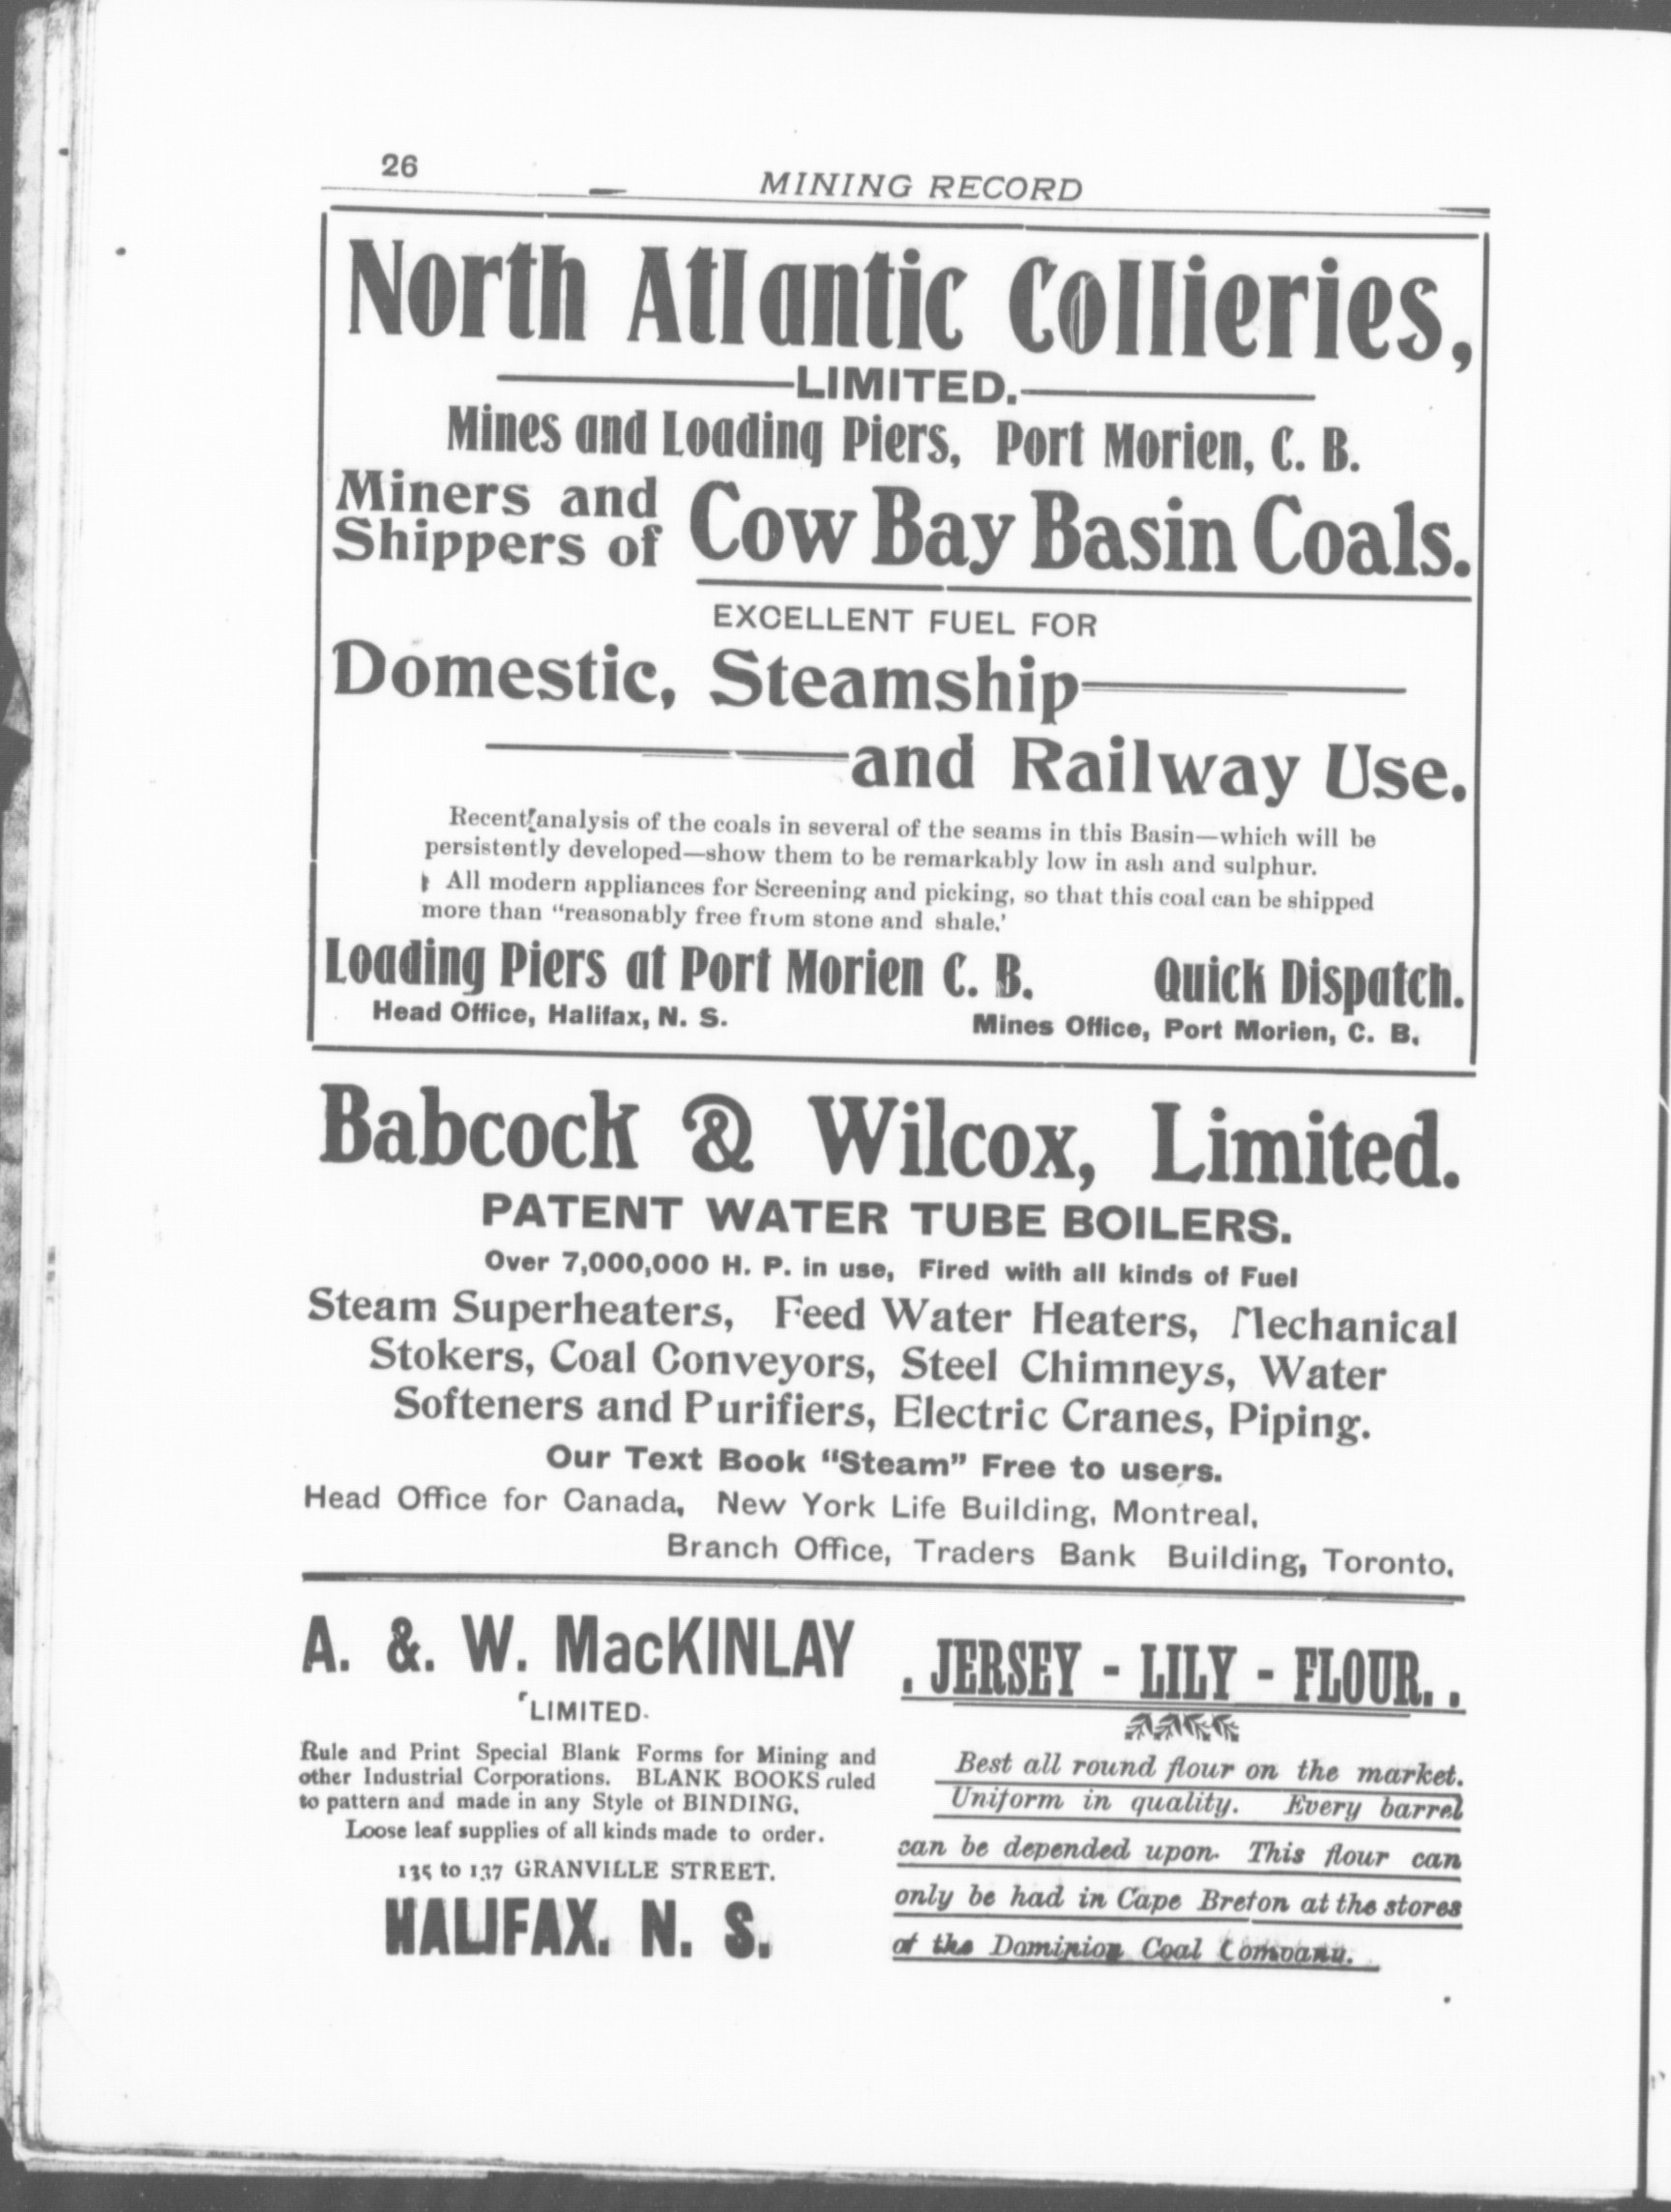 26
MINING RECORD
North Atlantic Collieries,
LIMITED.
Mines and Loading Piers, Port Morien, C. B.
Miners and
Shippers of
Cow Bay Basin Coals.
EXCELLENT FUEL FOR
Domestic, Steamship
and Railway Use.
Recent analysis of the coals in several of the seams in this Basin—which will be
persistently developed—show them to be remarkably low in ash and sulphur.
All modern appliances for Screening and picking, so that this coal can be shipped
more than "reasonably free from stone and shale.'
Loading Piers at Port Morien C. B. Quick Dispatch.
Head Office, Halifax, N. S. Mines Office, Port Morien, C. B.
Babcock & Wilcox, Limited.
PATENT WATER TUBE BOILERS.
Over 7,000,000 H. P. in use, Fired with all kinds of Fuel
Steam Superheaters, Feed Water Heaters, Mechanical
Stokers, Coal Conveyors, Steel Chimneys, Water
Softeners and Purifiers, Electric Cranes, Piping.
Our Text Book "Steam" Free to users.
Head Office for Canada, New York Life Building, Montreal,
Branch Office, Traders Bank Building, Toronto.
A. &. W. MacKINLAY
LIMITED.
Rule and Print Special Blank Forms for Mining and
other Industrial Corporations. BLANK BOOKS ruled
to pattern and made in any Style of BINDING,
Loose leaf supplies of all kinds made to order.
135 to 137 GRANVILLE STREET.
HALIFAX. N. S.
. JERSEY - LILY - FLOUR. .
Best all round flour on the market.
Uniform in quality. Every barrel
can be depended upon. This flour can
only be had in Cape Breton at the stores
of the Dominion Coal Company.